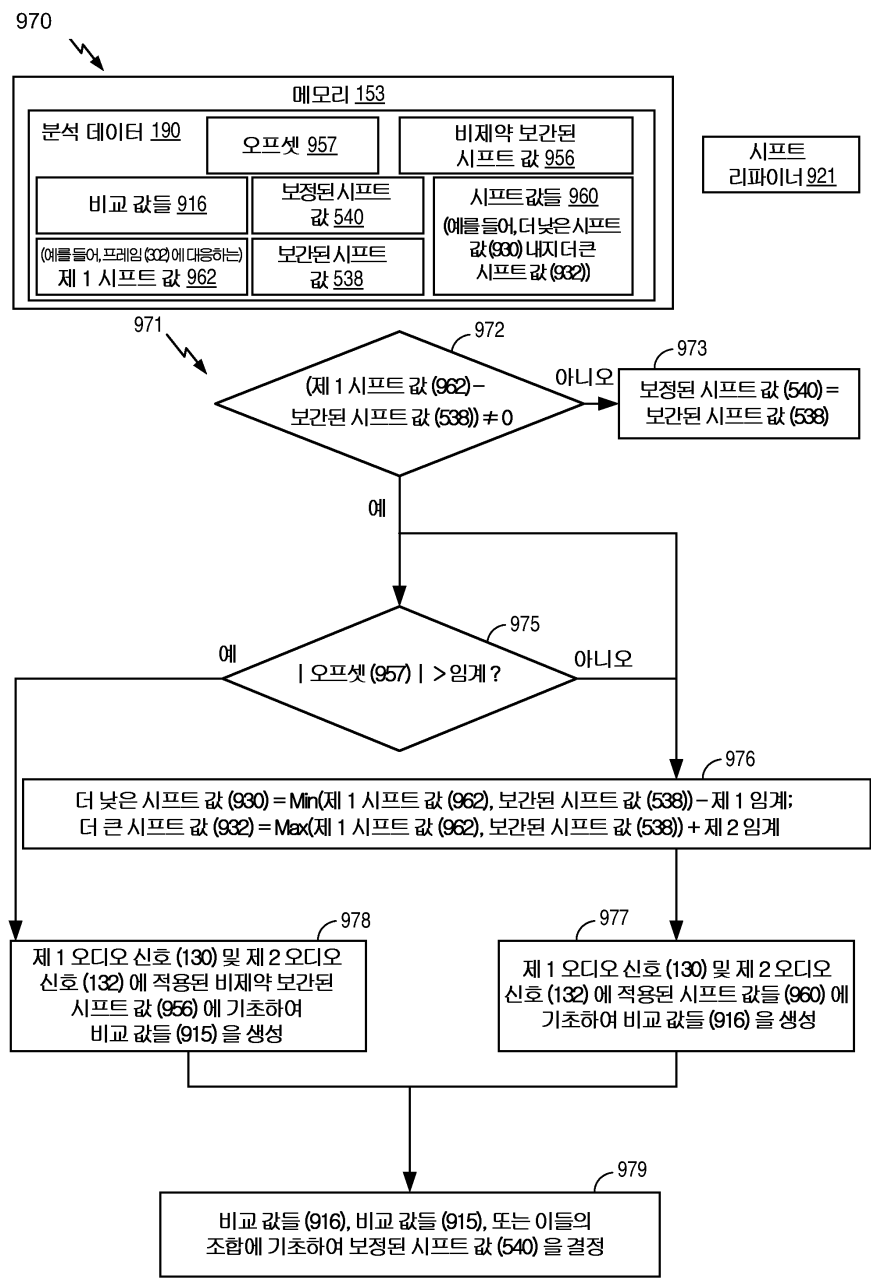 970
메모리 153
분석 데이터 190
오프셋 957
비제약 보간된
시프트 값 956
시프트
리파이너 921
비교 값들 916
보정된 시프트
값 540
시프트 값들 960
(예를 들어, 더 낮은 시프트
값 (930) 내지 더 큰
시프트 값 (932))
(예를 들어, 프레임 (302) 에 대응하는)
제 1 시프트 값 962
보간된 시프트
값 538
971
972
(제 1 시프트 값 (962) –
보간된 시프트 값 (538)) ≠ 0
아니오
973
보정된 시프트 값 (540) =
보간된 시프트 값 (538)
예
975
예
| 오프셋 (957) | > 임계 ?
아니오
976
더 낮은 시프트 값 (930) = Min(제 1 시프트 값 (962), 보간된 시프트 값 (538)) – 제 1 임계;
더 큰 시프트 값 (932) = Max(제 1 시프트 값 (962), 보간된 시프트 값 (538)) + 제 2 임계
978
제 1 오디오 신호 (130) 및 제 2 오디오
신호 (132) 에 적용된 비제약 보간된
시프트 값 (956) 에 기초하여
비교 값들 (915) 을 생성
977
제 1 오디오 신호 (130) 및 제 2 오디오
신호 (132) 에 적용된 시프트 값들 (960) 에
기초하여 비교 값들 (916) 을 생성
979
비교 값들 (916), 비교 값들 (915), 또는 이들의
조합에 기초하여 보정된 시프트 값 (540) 을 결정